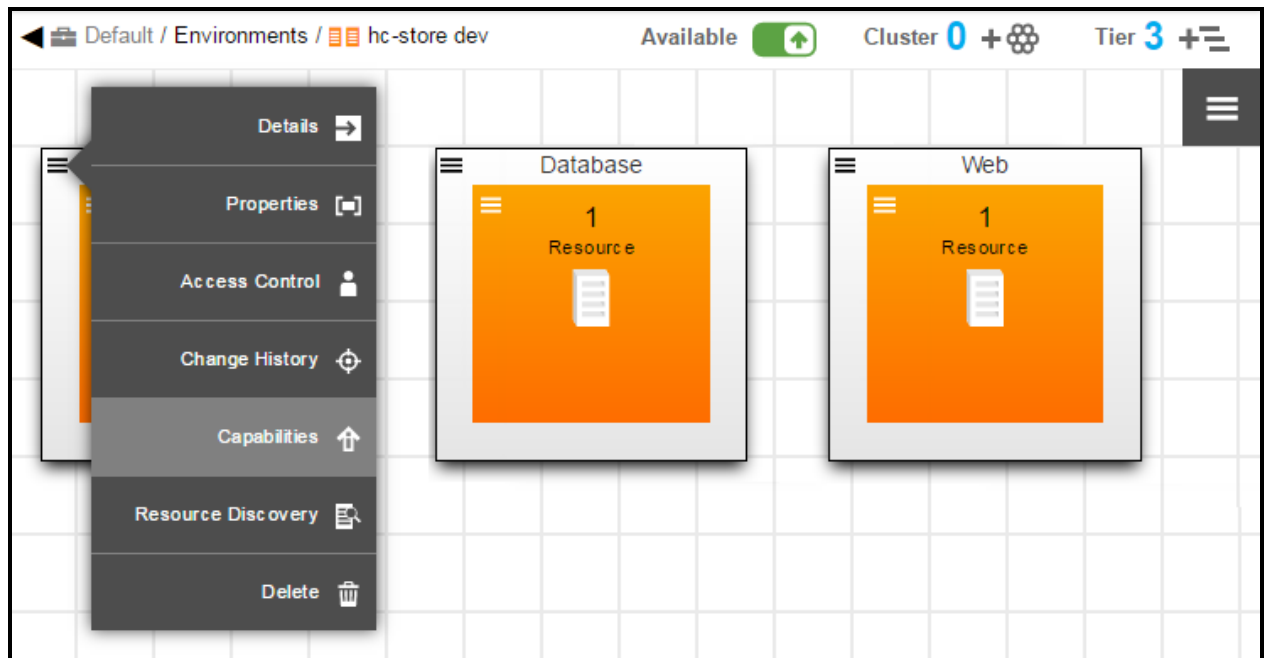 Default / Environments / hc-store dev Available Cluster 0 Tier 3
Details
Properties
Access Control
Change History
Capabilities
Resource Discovery
Delete
Database
1
Resource
Web
1
Resource